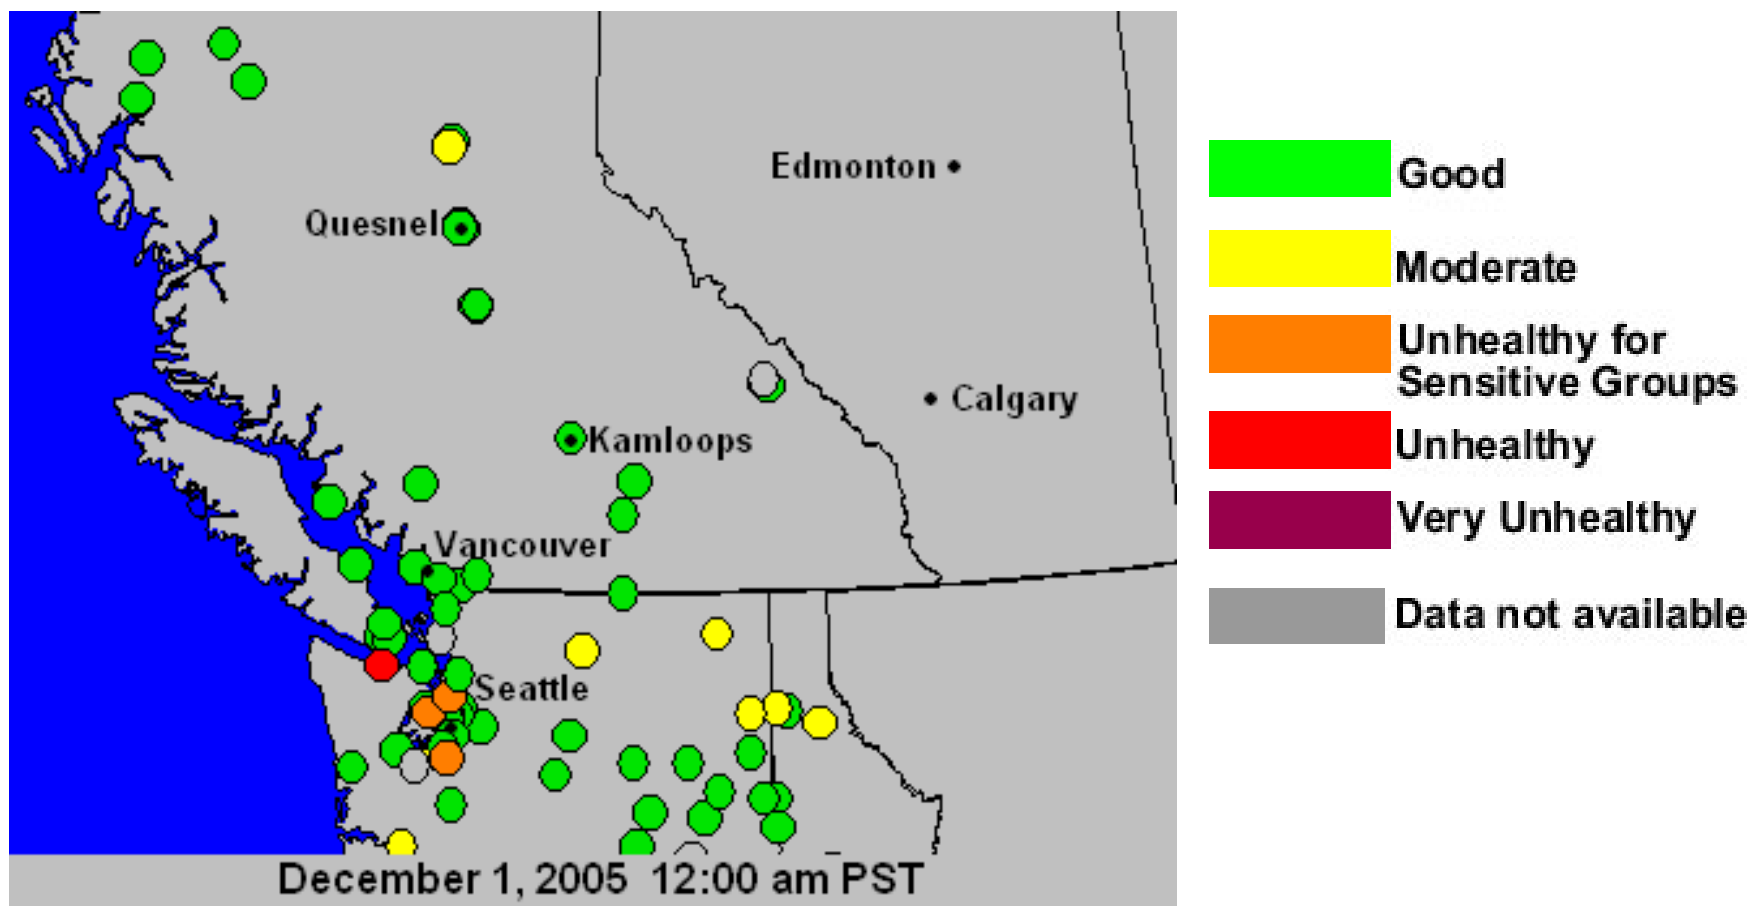 Edmonton
Quesnel
Calgary
Kamloops
Vancouver
Seattle
December 1, 2005 12:00 am PST
Good
Moderate
Unhealthy for
Sensitive Groups
Unhealthy
Very Unhealthy
Data not available